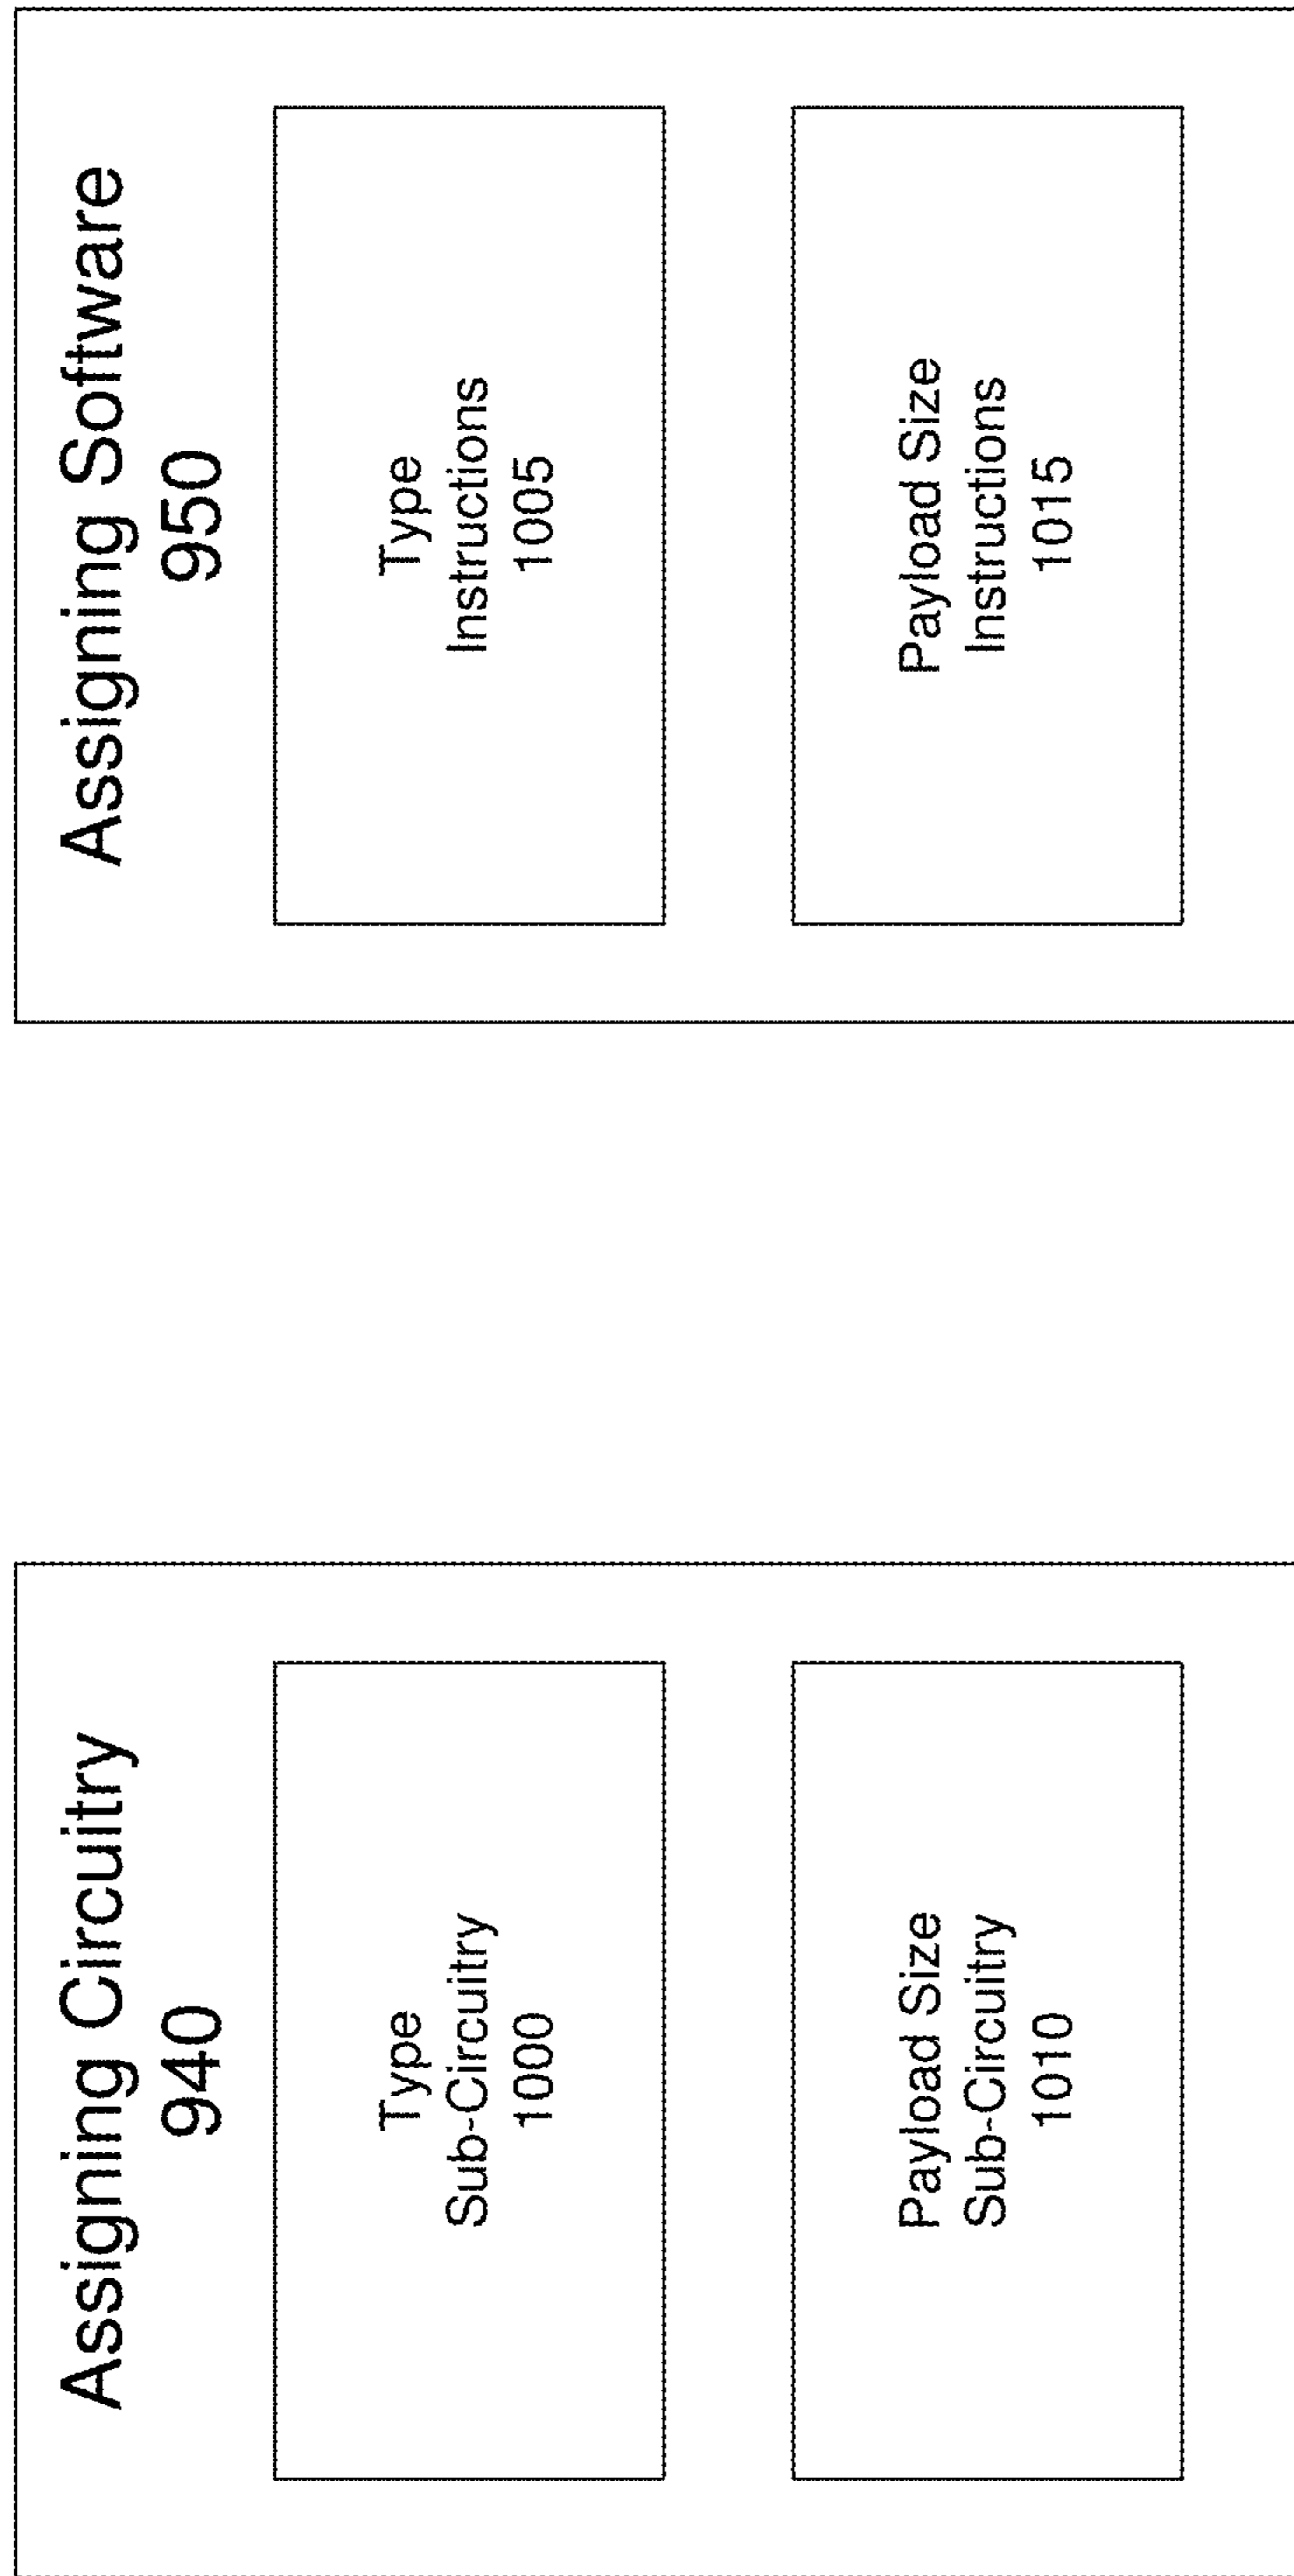 Assigning Circuitry
940
Type
Sub-Circuitry
1000
Payload Size
Sub-Circuitry
1010
Assigning Software
950
Type
Instructions
1005
Payload Size
Instructions
1015